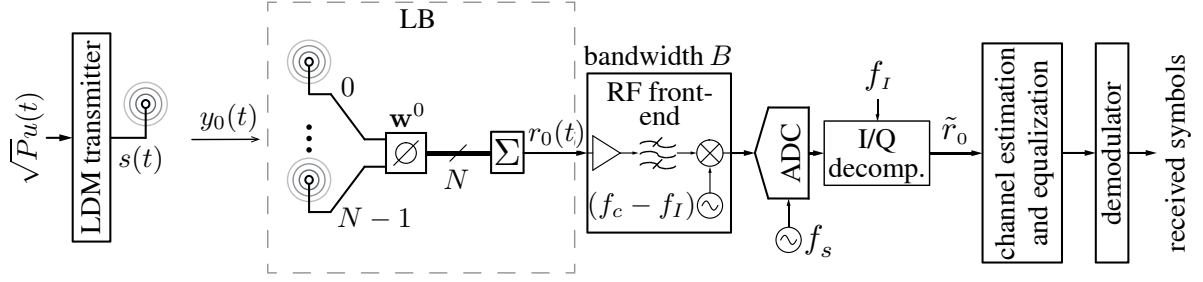 √Pu(t)
LDM transmitter
s(t)
y₀(t)
LB
0
N − 1
w⁰
∅
N
Σ
r₀(t)
bandwidth B
RF front-
end
(f_c − f_I)
ADC
f_s
f_I
I/Q
decomp.
r̃₀
channel estimation
and equalization
demodulator
received symbols